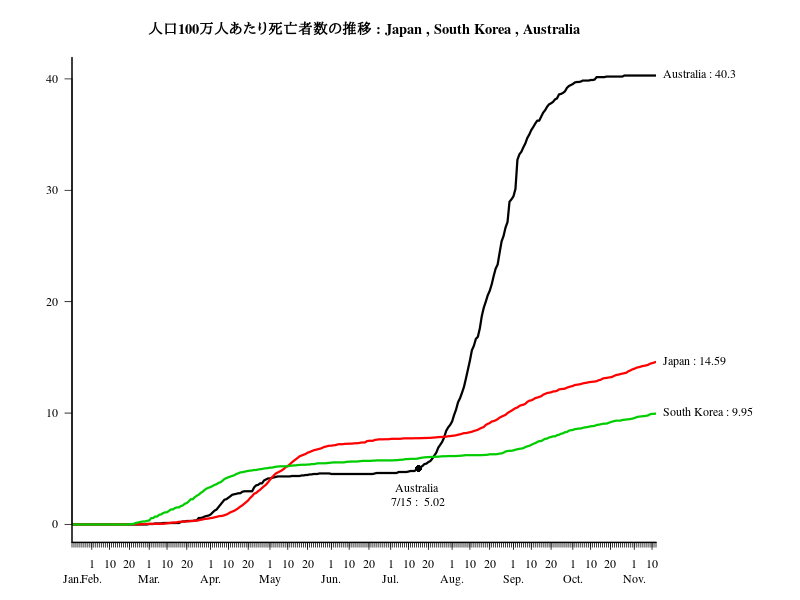 人口100万人あたり死亡者数の推移 : Japan , South Korea , Australia
40
Australia : 40.3
30
20
Japan : 14.59
10
South Korea : 9.95
Australia
7/15 : 5.02
0
1 10 20 1 10 20 1 10 20 1 10 20 1 10 20 1 10 20 1 10 20 1 10 20 1 10 20 1 10
Jan.Feb. Mar. Apr. May Jun. Jul. Aug. Sep. Oct. Nov.